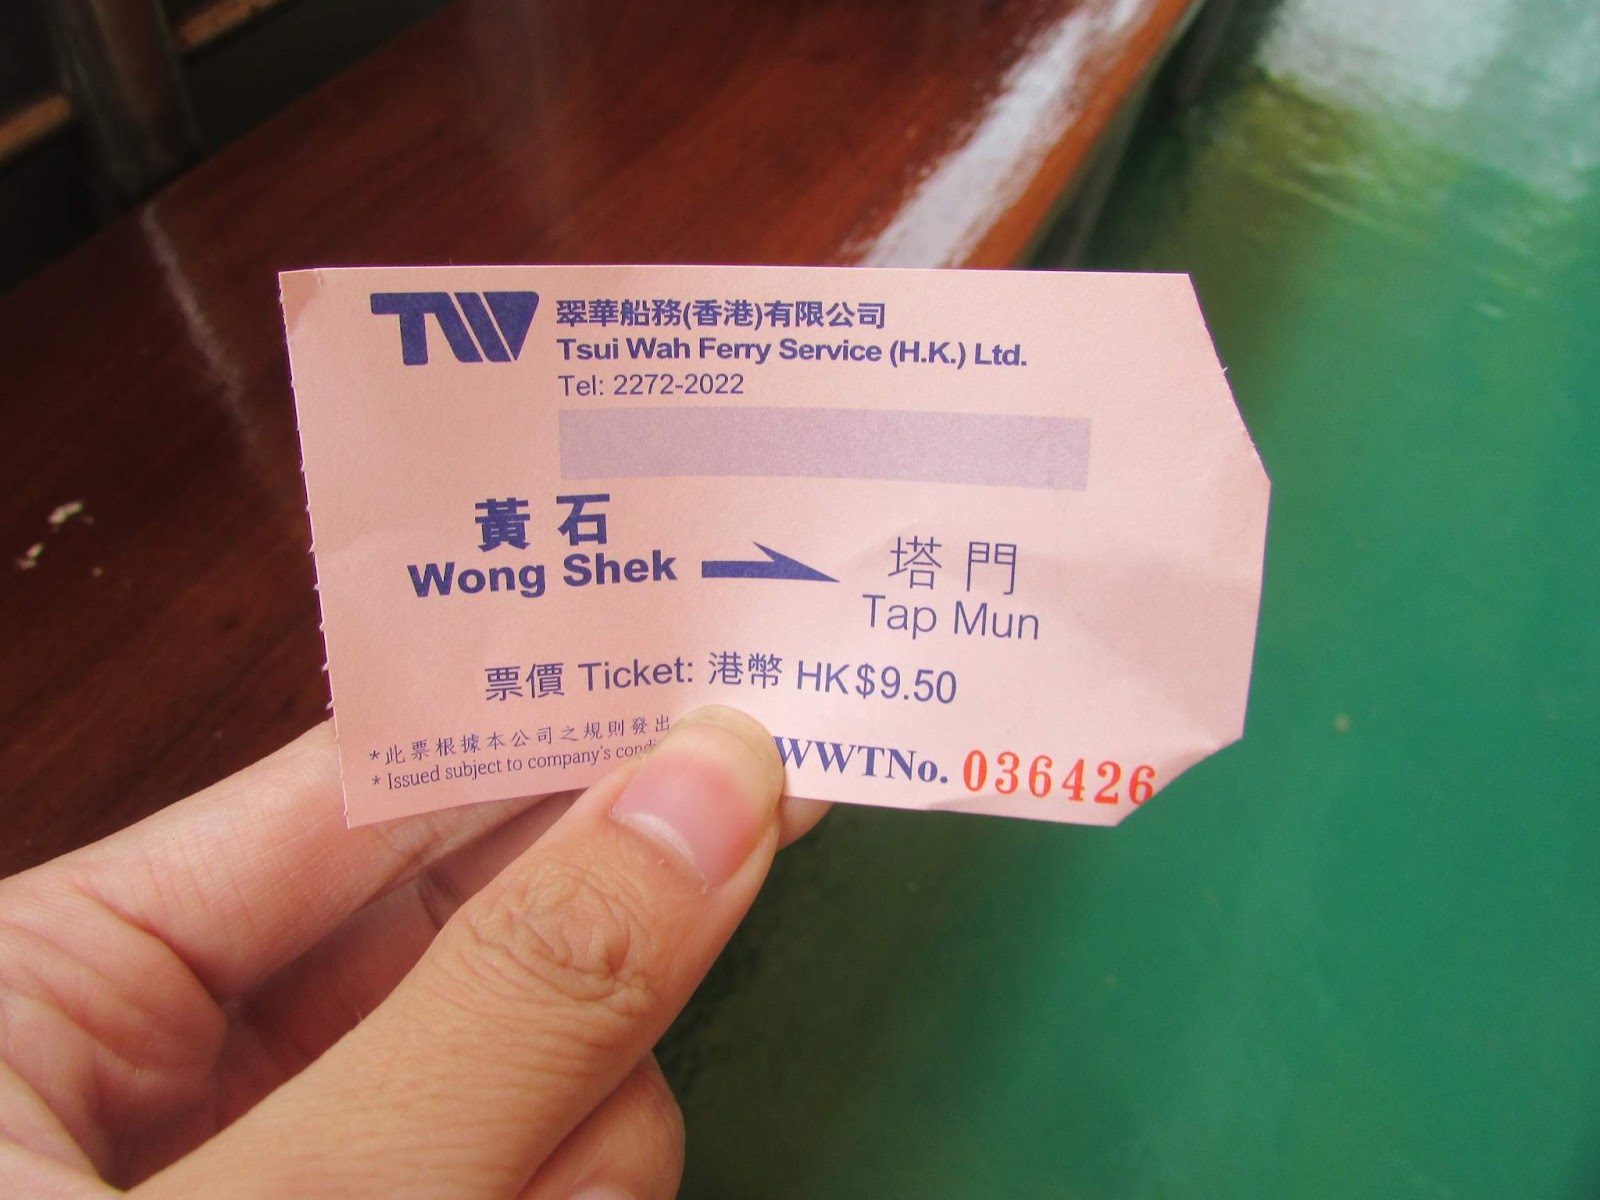 TW
翠華船務(香港)有限公司
Tsui Wah Ferry Service (H.K.) Ltd.
Tel: 2272-2022
黃石
Wong Shek
塔門
Tap Mun
票價 Ticket: 港幣 HK$9.50
*此票根據本公司之規則發出
* Issued subject to company's
WWTNo. 036426